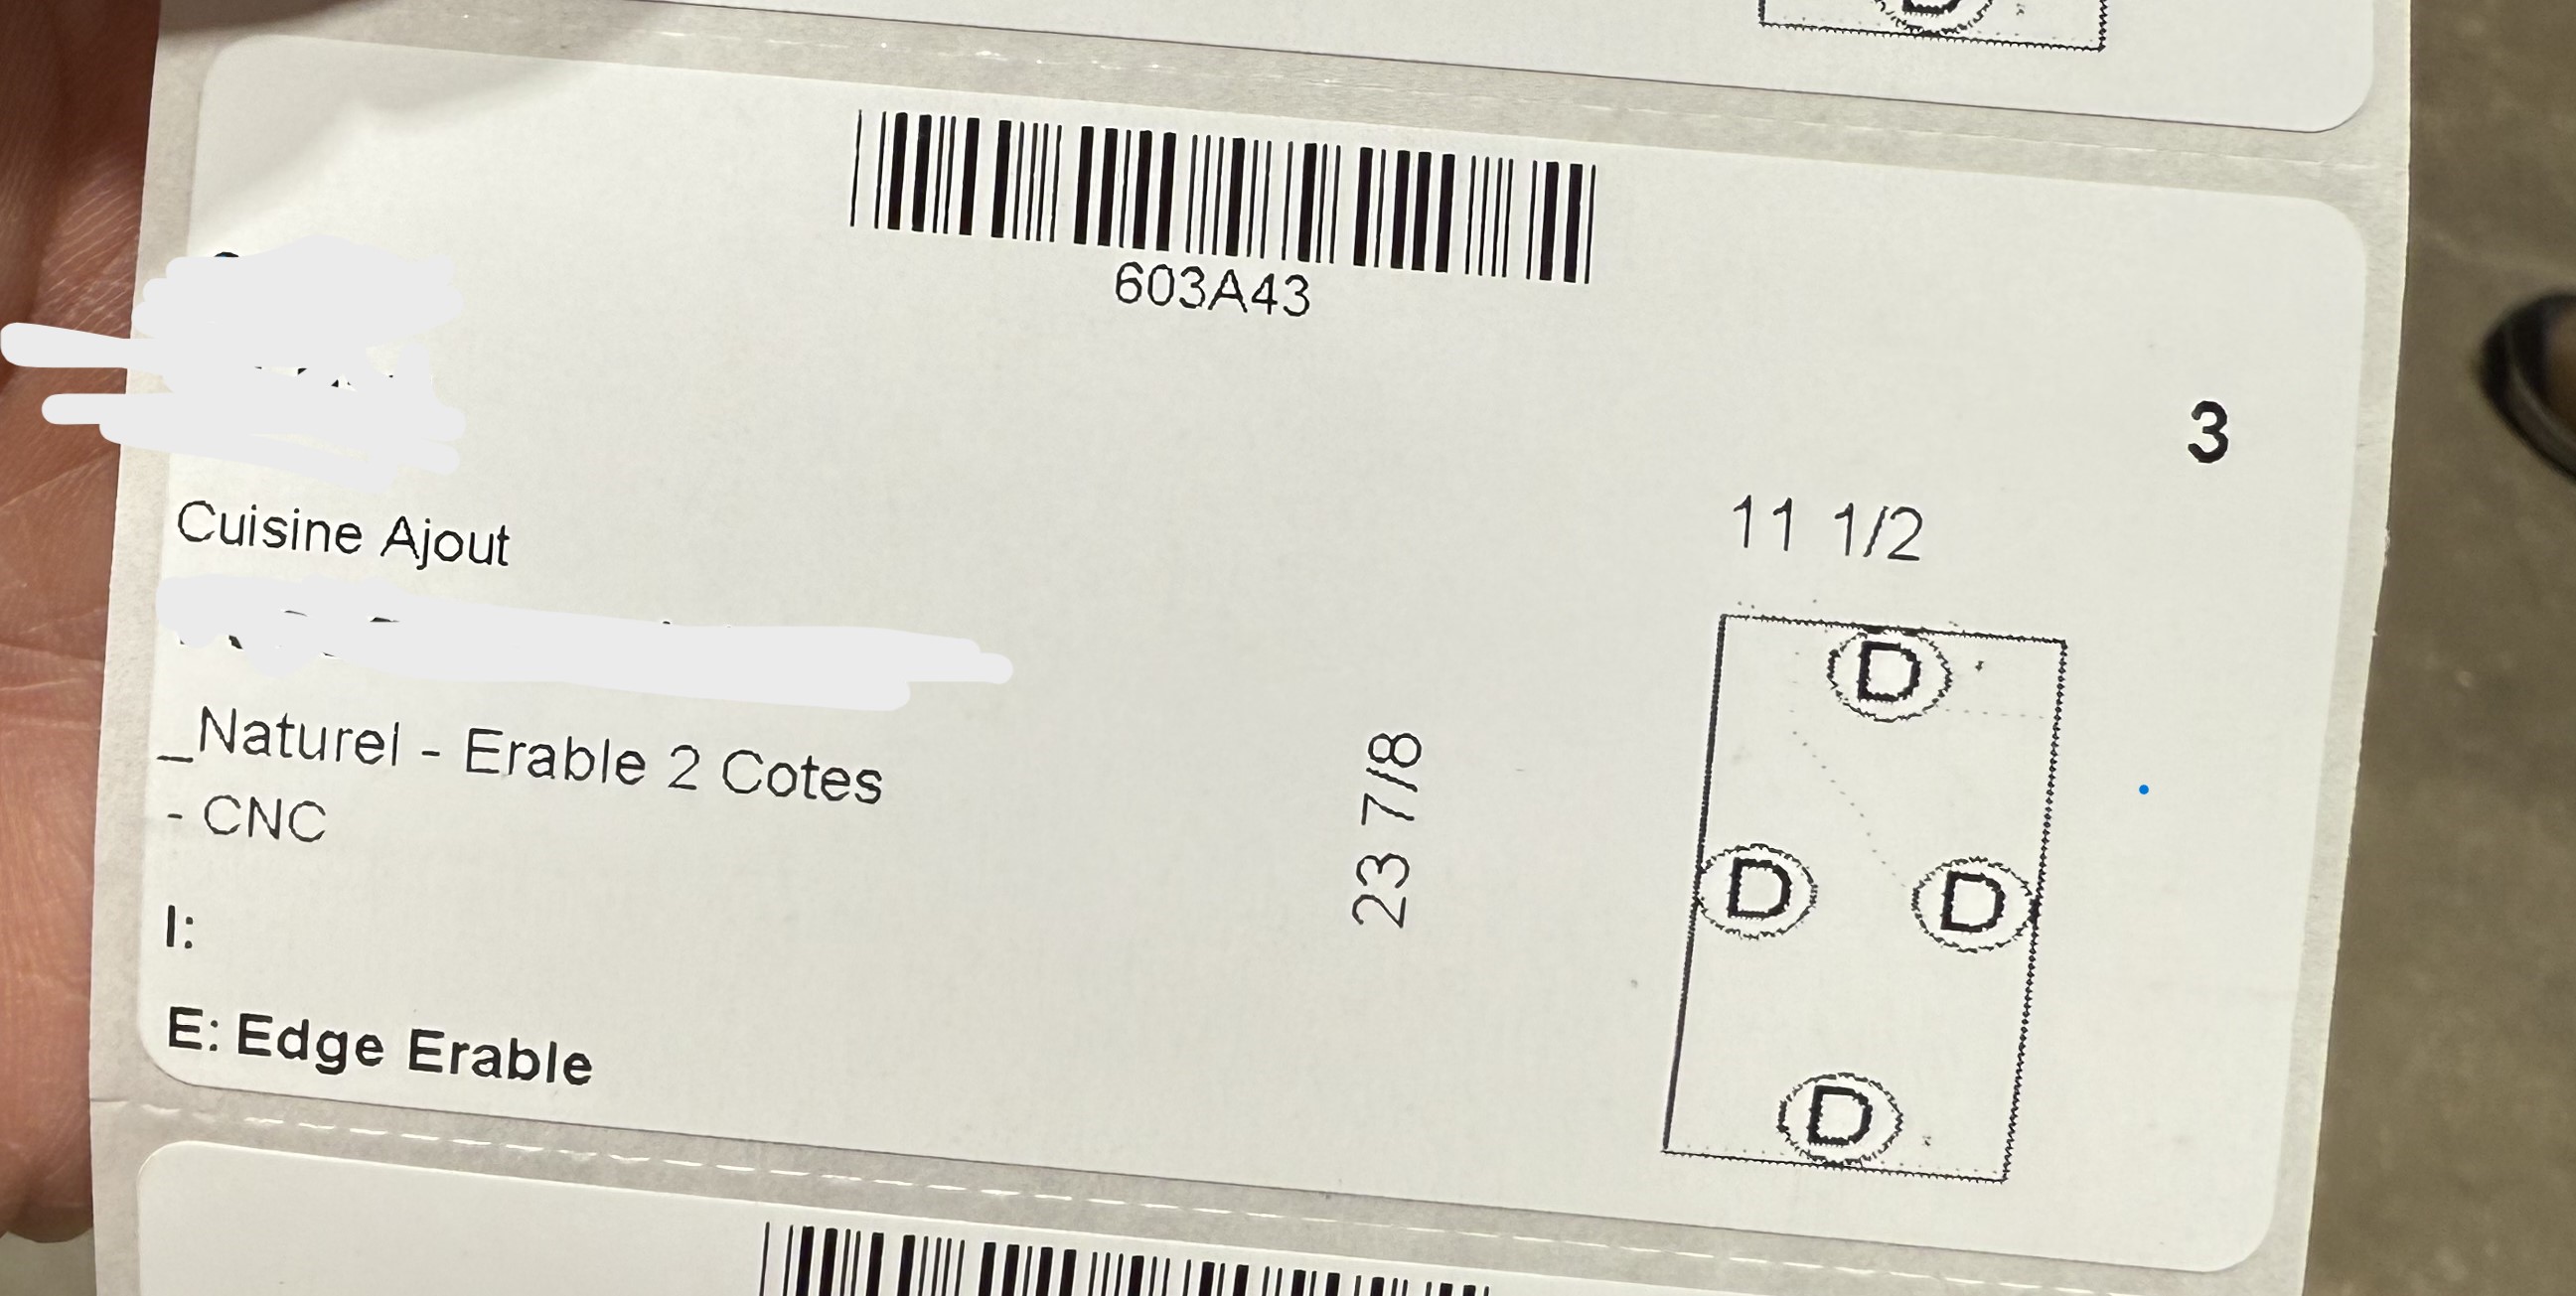 D
603A43
3
Cuisine Ajout
11 1/2
_Naturel - Erable 2 Cotes
- CNC
23 7/8
D
D
D
D
I:
E: Edge Erable